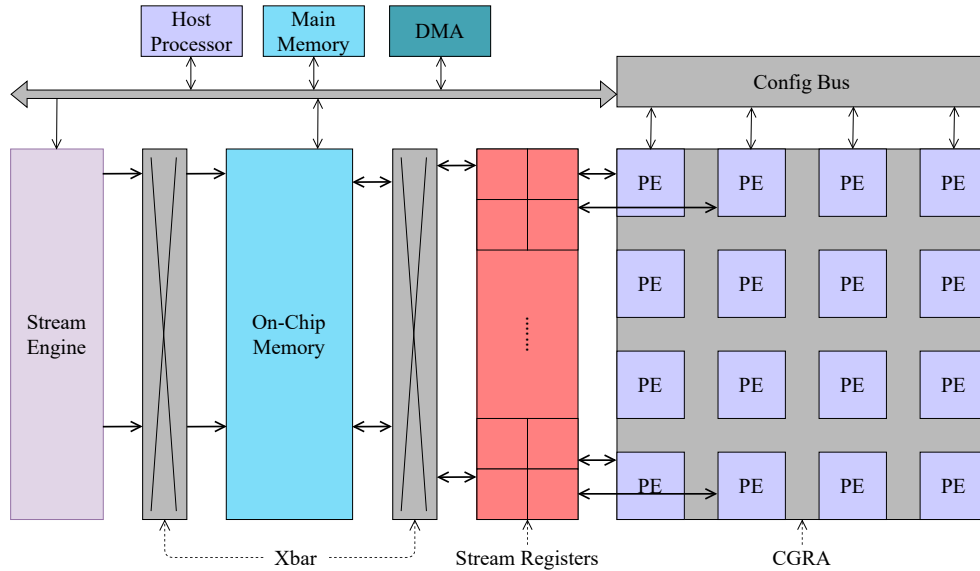 Host
Processor
Main
Memory
DMA
Config Bus
PE PE PE PE
PE PE PE PE
Stream
Engine
On-Chip
Memory
PE PE PE PE
PE PE PE PE
Xbar
Stream Registers
CGRA